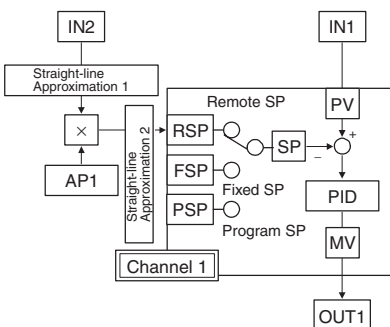 IN2
IN1
Straight-line
Approximation 1
Remote SP
PV
×
Straight-line
Approximation 2
RSP
SP
+
−
AP1
FSP
Fixed SP
PID
PSP
Program SP
MV
Channel 1
OUT1